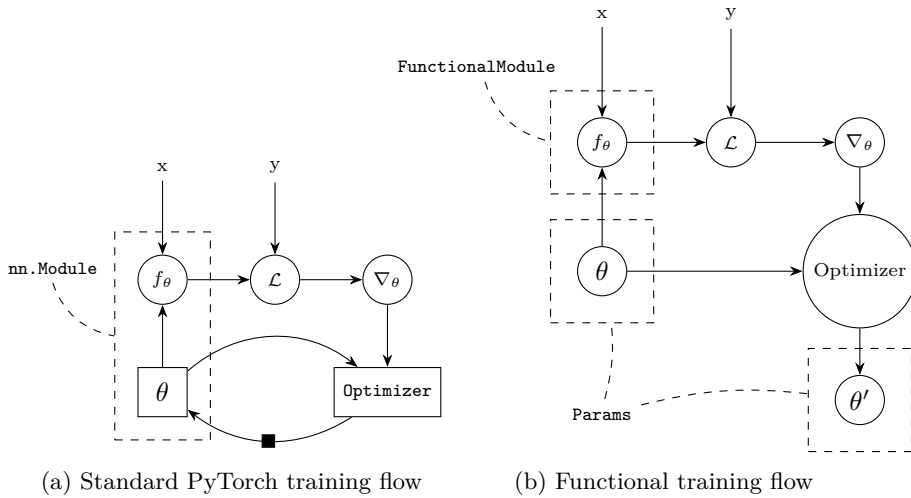 x
y
nn.Module
f_θ
ℒ
∇_θ
θ
Optimizer
(a) Standard PyTorch training flow
x
y
FunctionalModule
f_θ
ℒ
∇_θ
θ
Optimizer
Params
θ′
(b) Functional training flow